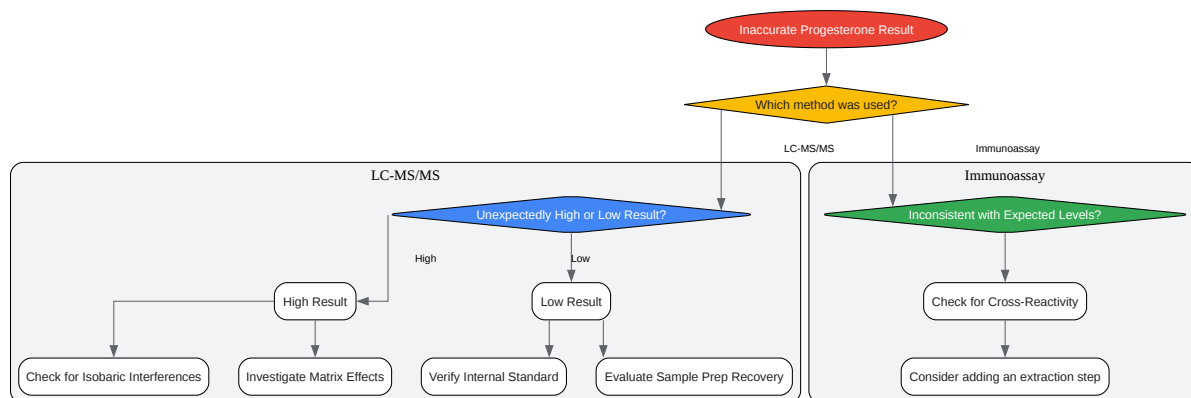 Inaccurate Progesterone Result
Which method was used?
LC-MS/MS
Immunoassay
LC-MS/MS
Immunoassay
Unexpectedly High or Low Result?
Inconsistent with Expected Levels?
High
Low
High Result
Low Result
Check for Cross-Reactivity
Check for Isobaric Interferences
Investigate Matrix Effects
Verify Internal Standard
Evaluate Sample Prep Recovery
Consider adding an extraction step